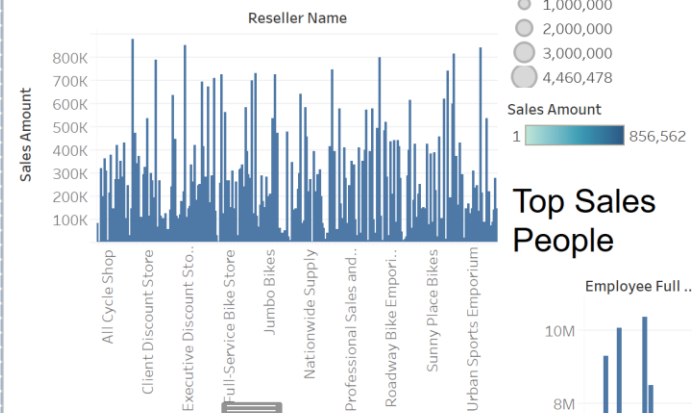 Reseller Name
Sales Amount
800K
700K
600K
500K
400K
300K
200K
100K
All Cycle Shop
Client Discount Store
Executive Discount Sto..
Full-Service Bike Store
Jumbo Bikes
Nationwide Supply
Professional Sales and..
Roadway Bike Empori..
Sunny Place Bikes
Urban Sports Emporium
1,000,000
2,000,000
3,000,000
4,460,478
Sales Amount
1 856,562
Top Sales
People
Employee Full ..
10M
8M